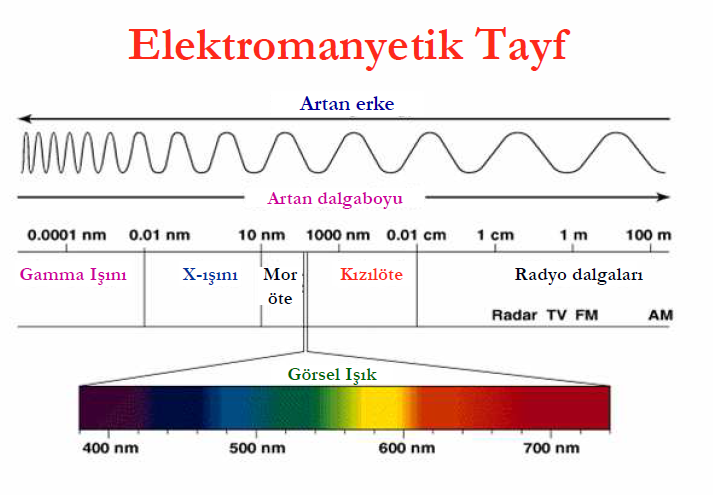 Elektromanyetik Tayf
Artan erke
Artan dalgaboyu
0.0001 nm 0.01 nm 10 nm 1000 nm 0.01 cm 1 cm 1 m 100 m
Gamma Işını X-ışını Mor Kızılöte Radyo dalgaları
öte
Radar TV FM AM
Görsel Işık
400 nm 500 nm 600 nm 700 nm